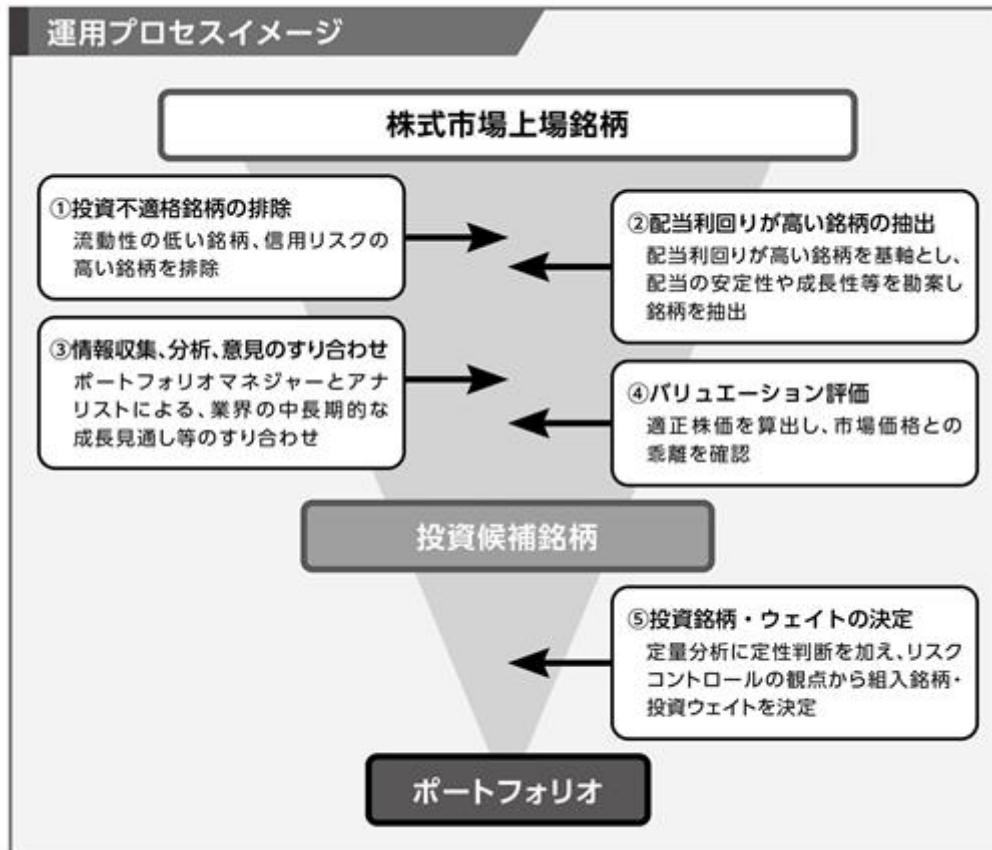 運用プロセスイメージ
株式市場上場銘柄
①投資不適格銘柄の排除
流動性の低い銘柄、信用リスクの
高い銘柄を排除
②配当利回りが高い銘柄の抽出
配当利回りが高い銘柄を基軸とし、
配当の安定性や成長性等を勘案し
銘柄を抽出
③情報収集、分析、意見のすり合わせ
ポートフォリオマネジャーとアナ
リストによる、業界の中長期的な
成長見通し等のすり合わせ
④バリュエーション評価
適正株価を算出し、市場価格との
乖離を確認
投資候補銘柄
⑤投資銘柄・ウェイトの決定
定量分析に定性判断を加え、リスク
コントロールの観点から組入銘柄・
投資ウェイトを決定
ポートフォリオ